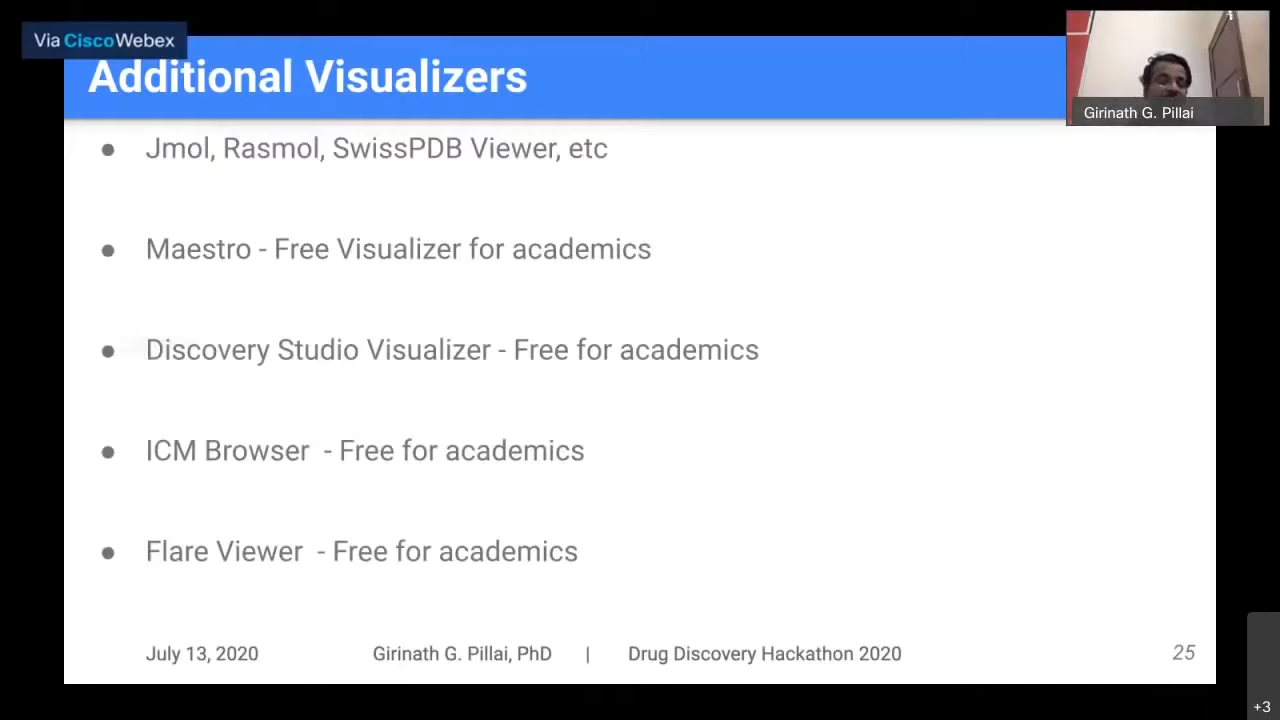 Via CiscoWebex
Additional Visualizers
Girinath G. Pillai
● Jmol, Rasmol, SwissPDB Viewer, etc
● Maestro - Free Visualizer for academics
● Discovery Studio Visualizer - Free for academics
● ICM Browser - Free for academics
● Flare Viewer - Free for academics
July 13, 2020 Girinath G. Pillai, PhD | Drug Discovery Hackathon 2020 25
+3